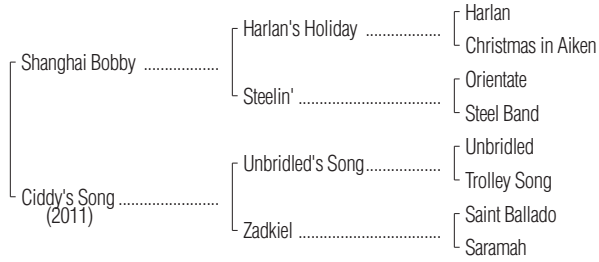 Harlan
Harlan's Holiday ..................
Christmas in Aiken
Shanghai Bobby ..................
Orientate
Steelin' ..................................
Steel Band
Unbridled
Unbridled's Song..................
Trolley Song
Ciddy's Song ........................
(2011)
Saint Ballado
Zadkiel ..................................
Saramah